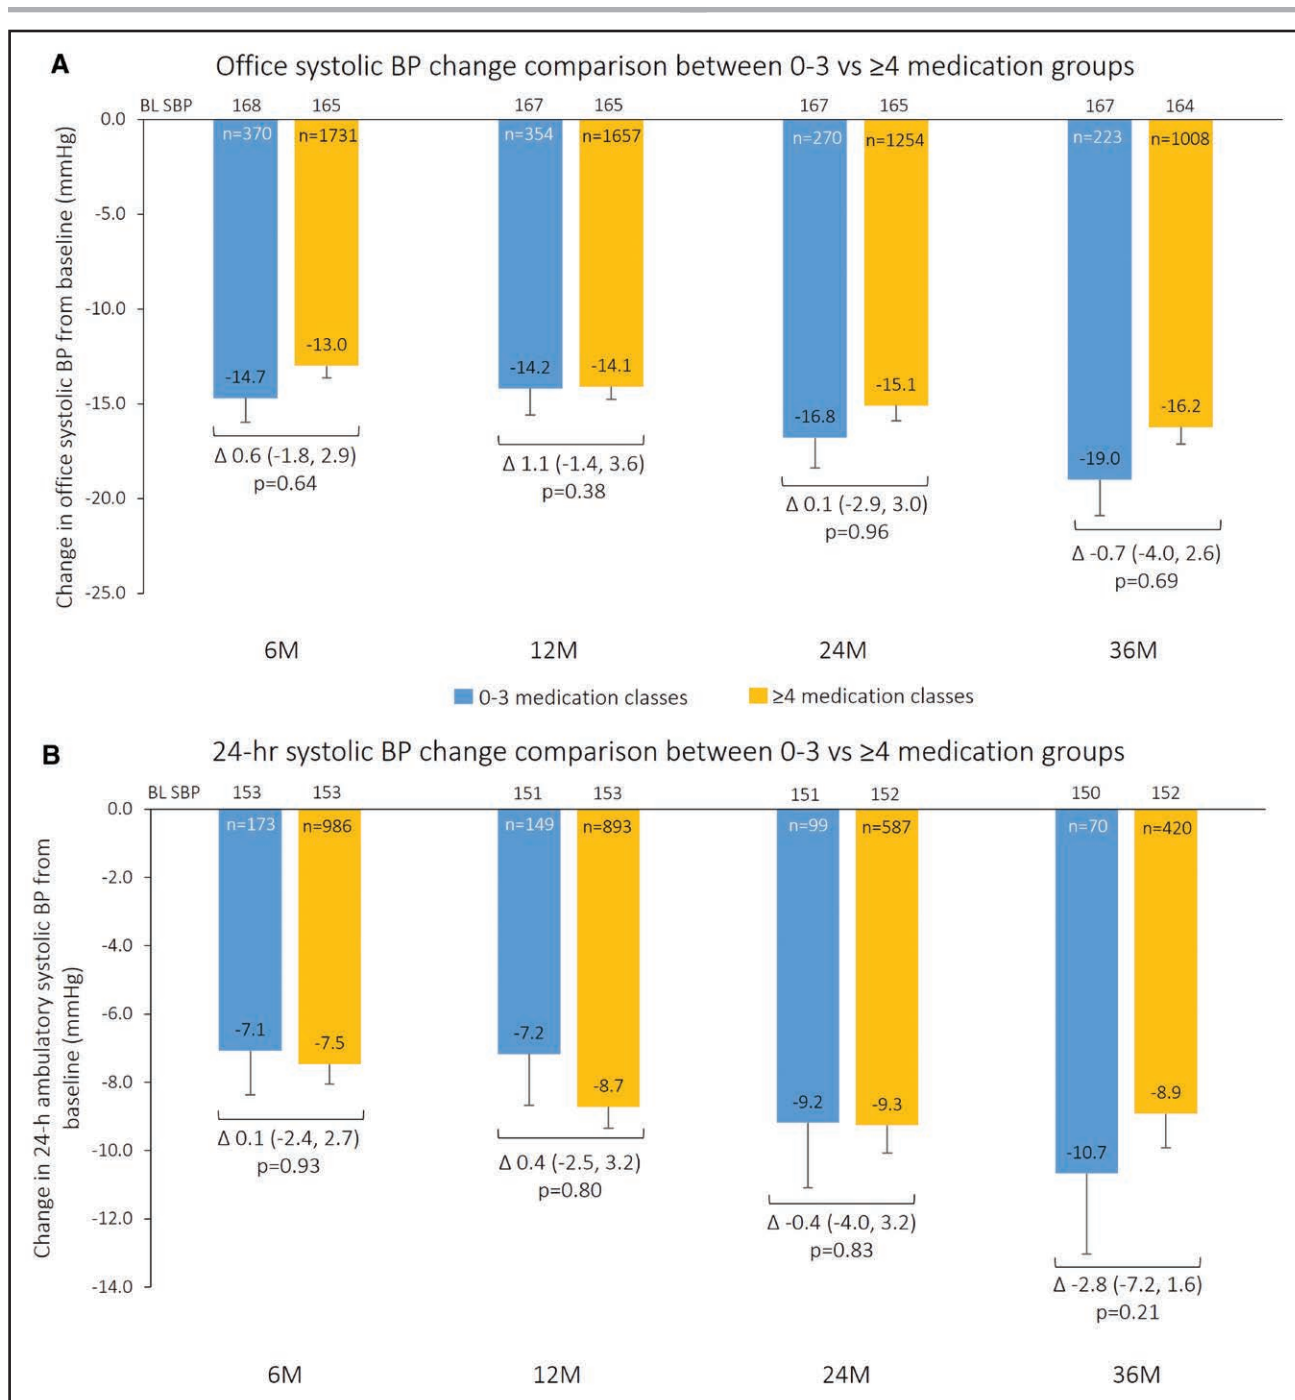 A
Office systolic BP change comparison between 0-3 vs ≥4 medication groups
BL SBP 168 165 167 165 167 165 167 164
Change in office systolic BP from baseline (mmHg)
0.0
-5.0
-10.0
-15.0
-20.0
-25.0
n=370 n=1731 n=354 n=1657 n=270 n=1254 n=223 n=1008
-14.7 -13.0 -14.2 -14.1 -16.8 -15.1 -19.0 -16.2
Δ 0.6 (-1.8, 2.9)
p=0.64
Δ 1.1 (-1.4, 3.6)
p=0.38
Δ 0.1 (-2.9, 3.0)
p=0.96
Δ -0.7 (-4.0, 2.6)
p=0.69
6M 12M 24M 36M
0-3 medication classes ≥4 medication classes
B
24-hr systolic BP change comparison between 0-3 vs ≥4 medication groups
BL SBP 153 153 151 153 151 152 150 152
Change in 24-h ambulatory systolic BP from
baseline (mmHg)
0.0
-2.0
-4.0
-6.0
-8.0
-10.0
-12.0
-14.0
n=173 n=986 n=149 n=893 n=99 n=587 n=70 n=420
-7.1 -7.5 -7.2 -8.7 -9.2 -9.3 -10.7 -8.9
Δ 0.1 (-2.4, 2.7)
p=0.93
Δ 0.4 (-2.5, 3.2)
p=0.80
Δ -0.4 (-4.0, 3.2)
p=0.83
Δ -2.8 (-7.2, 1.6)
p=0.21
6M 12M 24M 36M